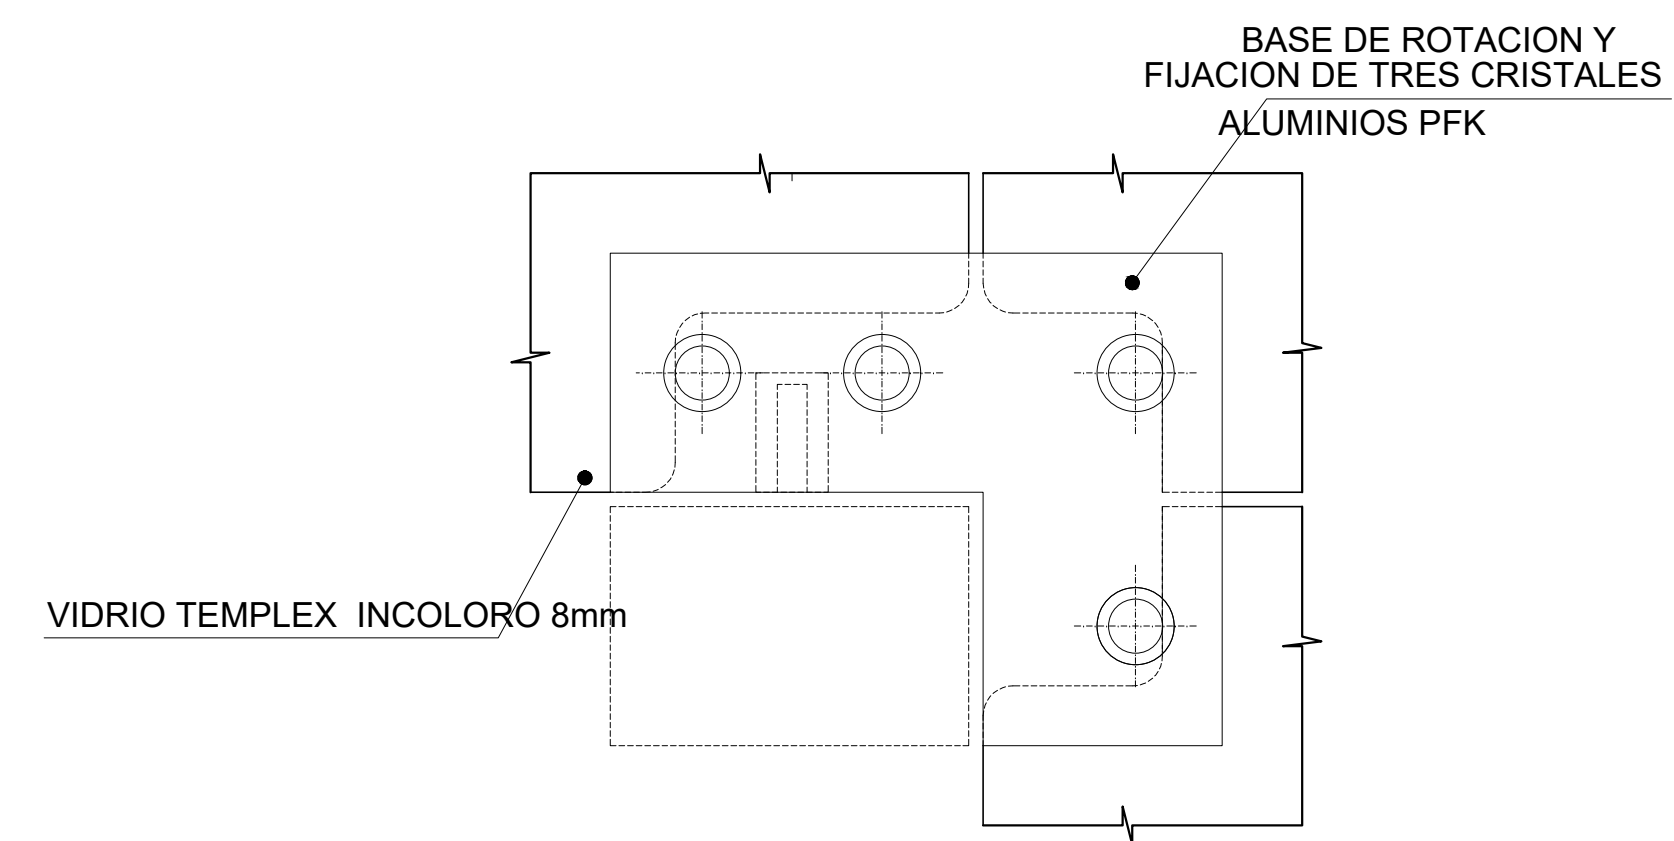 BASE DE ROTACION Y
FIJACION DE TRES CRISTALES
ALUMINIOS PFK
VIDRIO TEMPLEX INCOLORO 8mm